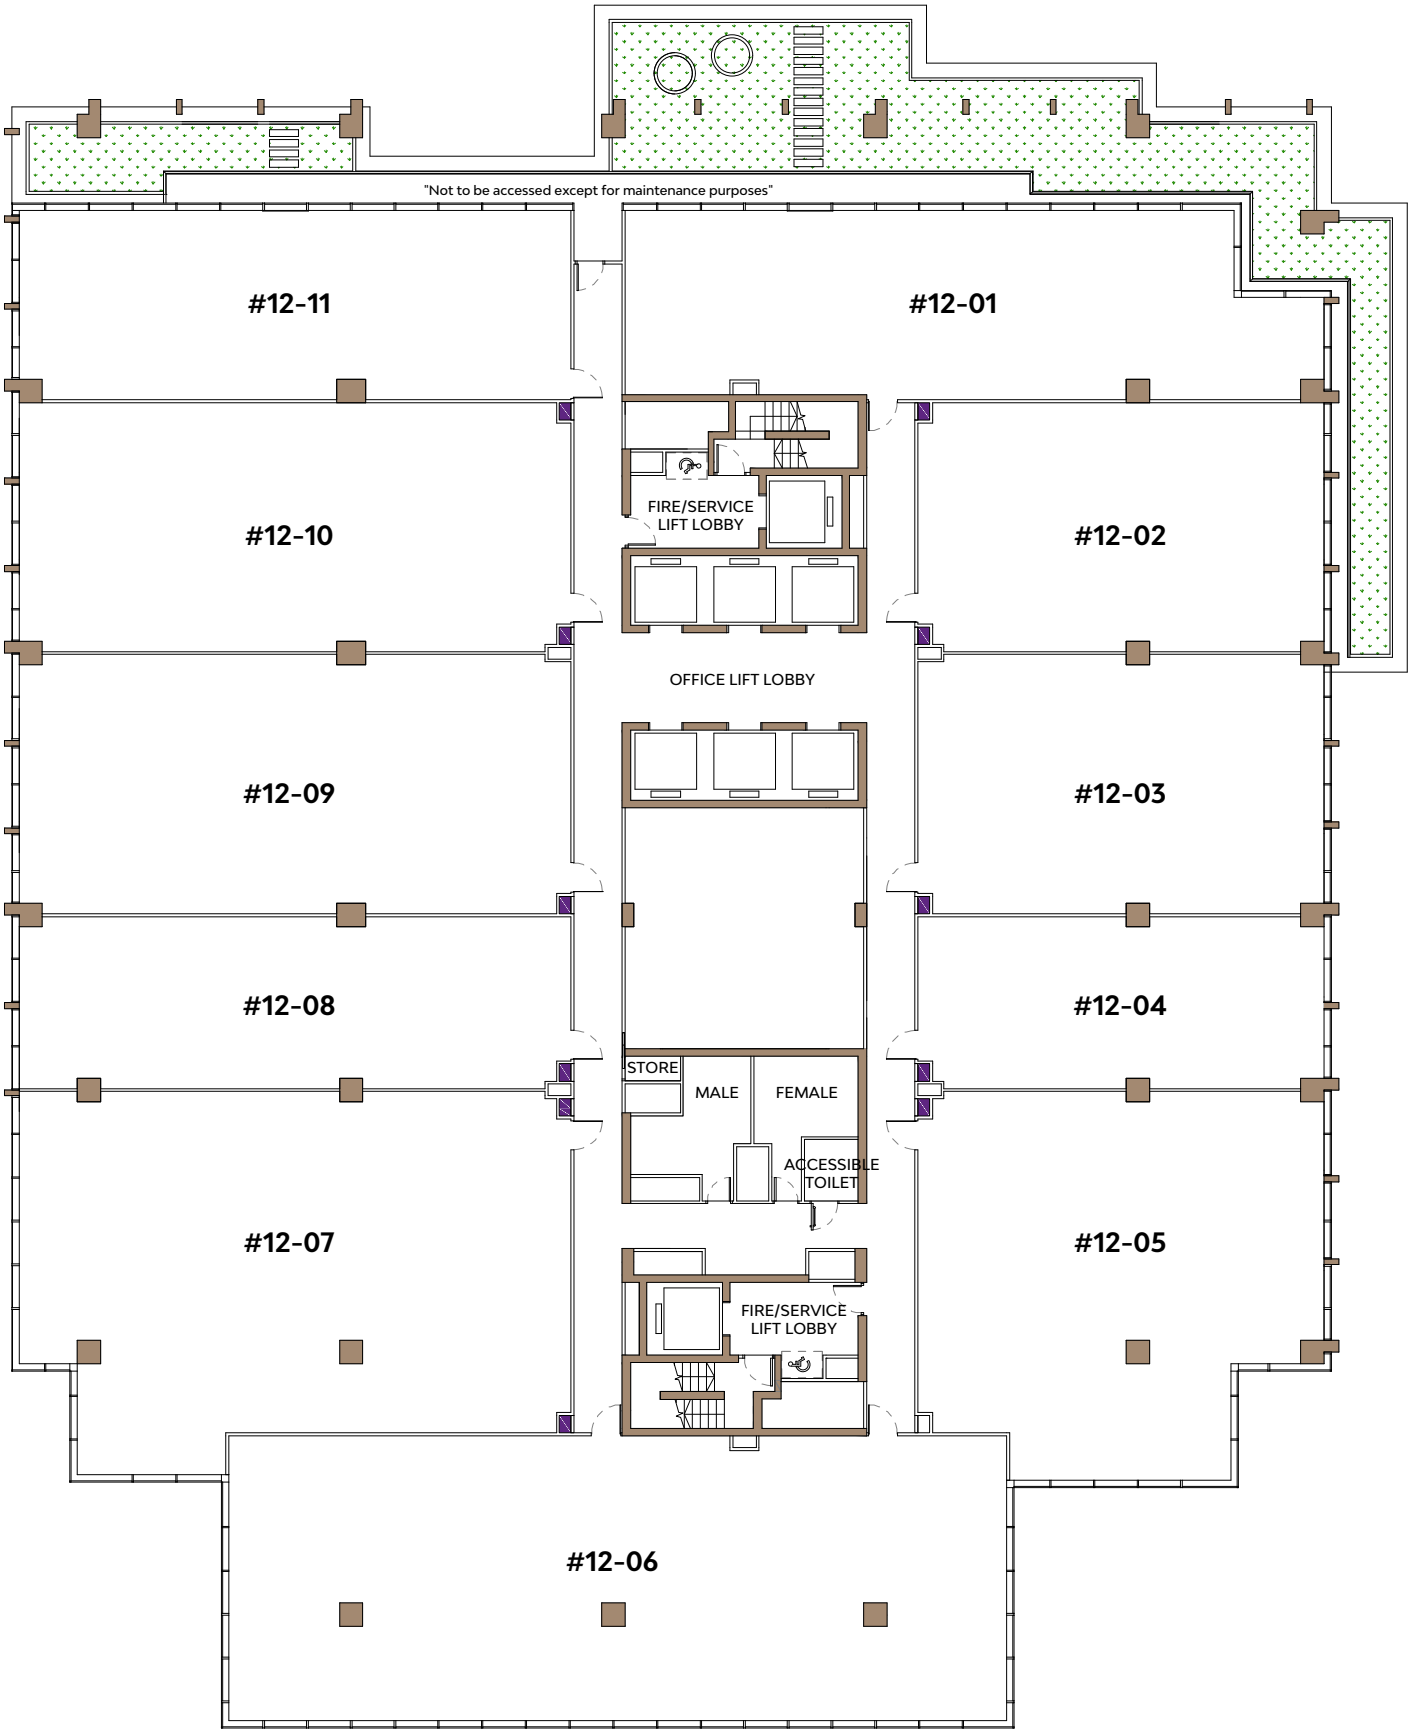 "Not to be accessed except for maintenance purposes"
#12-11
#12-01
#12-10
FIRE/SERVICE
LIFT LOBBY
#12-02
OFFICE LIFT LOBBY
#12-09
#12-03
#12-08
#12-04
STORE
MALE
FEMALE
ACCESSIBLE
TOILET
#12-07
#12-05
FIRE/SERVICE
LIFT LOBBY
#12-06